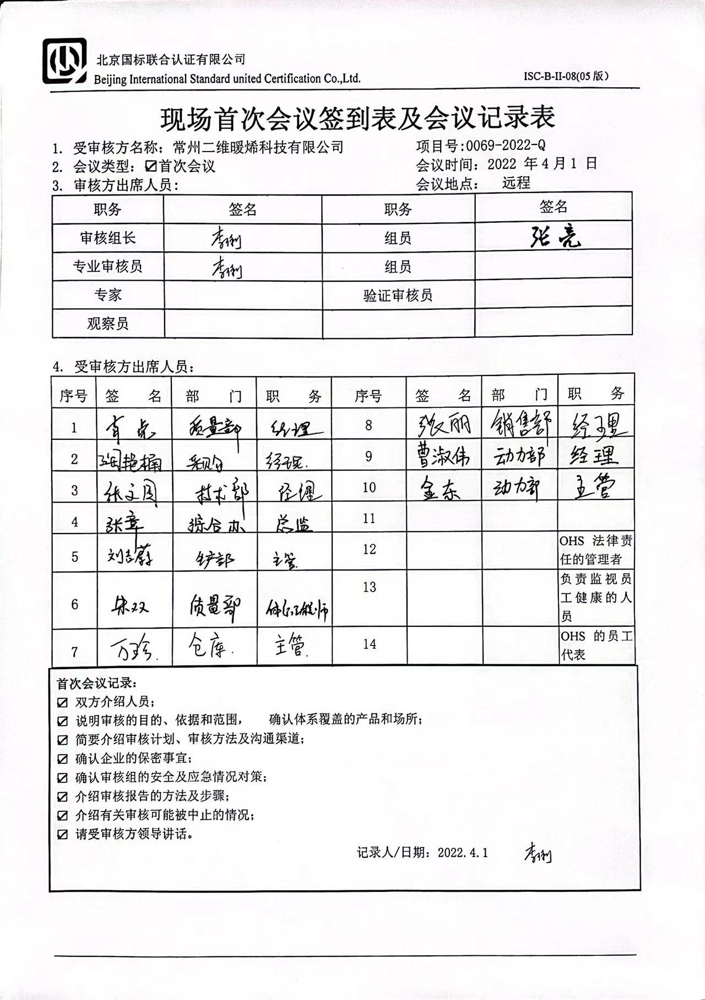 北京国标联合认证有限公司
Beijing International Standard united Certification Co.,Ltd.
ISC-B-II-08(05版)
现场首次会议签到表及会议记录表
1. 受审核方名称：常州二维暖烯科技有限公司 项目号:0069-2022-Q
2. 会议类型：☑首次会议 会议时间：2022 年4月1 日
3. 审核方出席人员： 会议地点： 远程
职务 签名 职务 签名
审核组长 李俐 组员 张亮
专业审核员 李俐 组员
专家 验证审核员
观察员
4. 受审核方出席人员：
序号 签 名 部 门 职 务 序号 签 名 部 门 职 务
1 质量部 经理 8 张丽 销售部 经理
2 经理 9 曹淑伟 动力部 经理
3 张文国 技术部 经理 10 金东 动力部 主管
4 张章 综合办 总监 11
5 刘志蔚 生产部 主管 12 OHS 法律责
任的管理者
6 朱双 质量部 体系工程师 13 负责监视员
工健康的人
员
7 万珍 仓库 主管 14 OHS 的员工
代表
首次会议记录：
☑ 双方介绍人员；
☑ 说明审核的目的、依据和范围， 确认体系覆盖的产品和场所；
☑ 简要介绍审核计划、审核方法及沟通渠道；
☑ 确认企业的保密事宜；
☑ 确认审核组的安全及应急情况对策；
☑ 介绍审核报告的方法及步骤；
☑ 介绍有关审核可能被中止的情况；
☑ 请受审核方领导讲话。
记录人/日期：2022.4.1 李俐